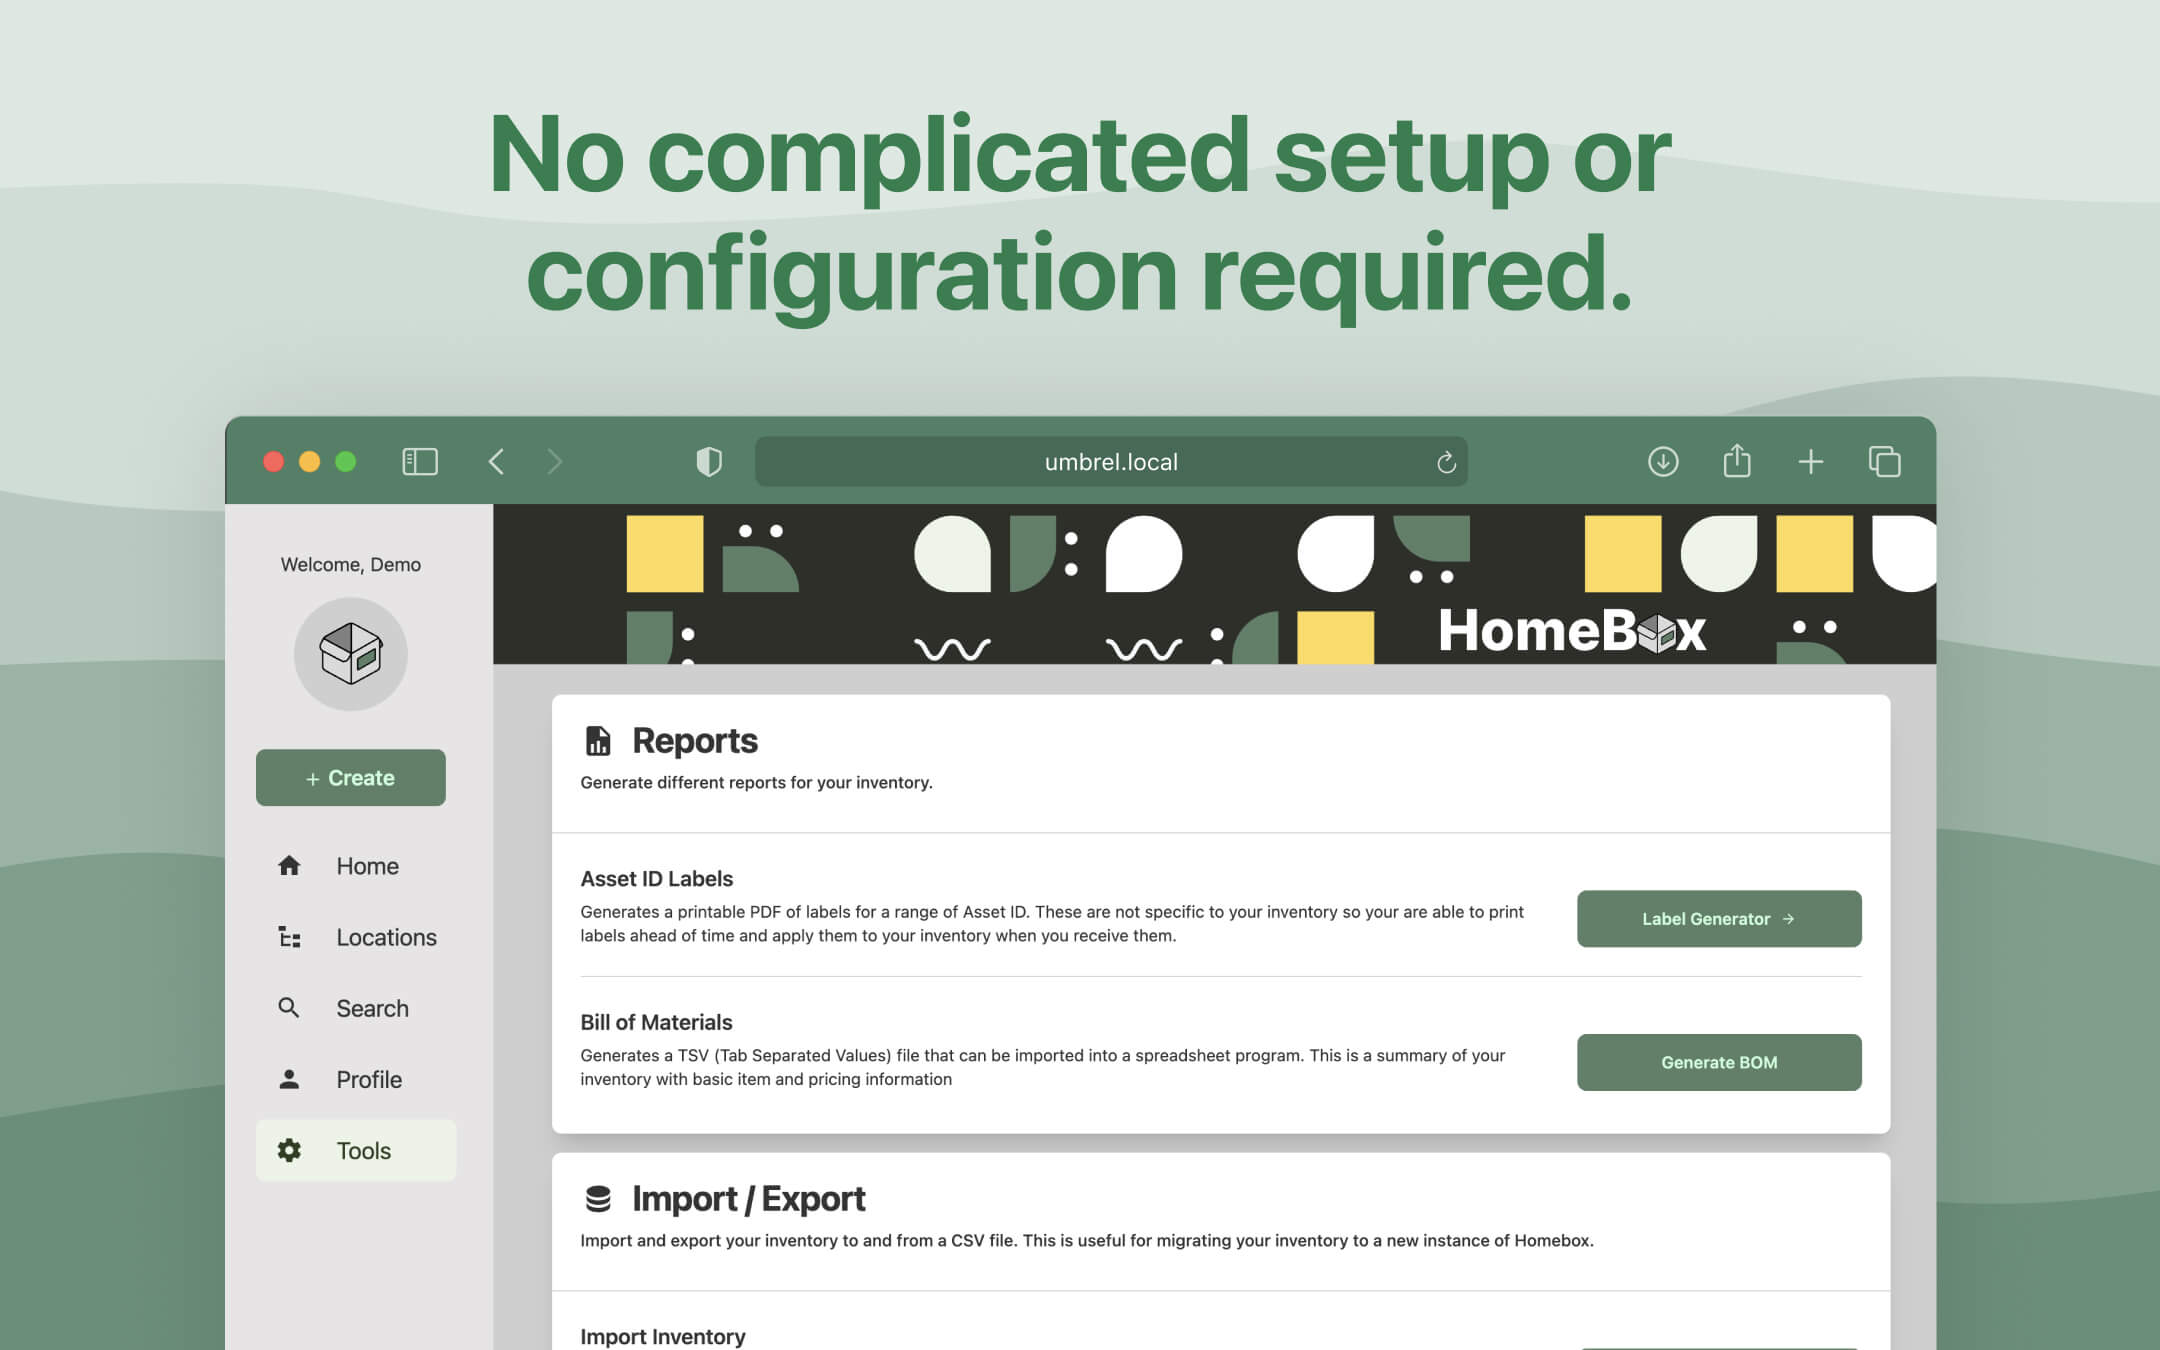 No complicated setup or
configuration required.
umbrel.local
Welcome, Demo
HomeBox
+ Create
Home
Locations
Search
Profile
Tools
Reports
Generate different reports for your inventory.
Asset ID Labels
Generates a printable PDF of labels for a range of Asset ID. These are not specific to your inventory so your are able to print
labels ahead of time and apply them to your inventory when you receive them.
Label Generator →
Bill of Materials
Generates a TSV (Tab Separated Values) file that can be imported into a spreadsheet program. This is a summary of your
inventory with basic item and pricing information
Generate BOM
Import / Export
Import and export your inventory to and from a CSV file. This is useful for migrating your inventory to a new instance of Homebox.
Import Inventory